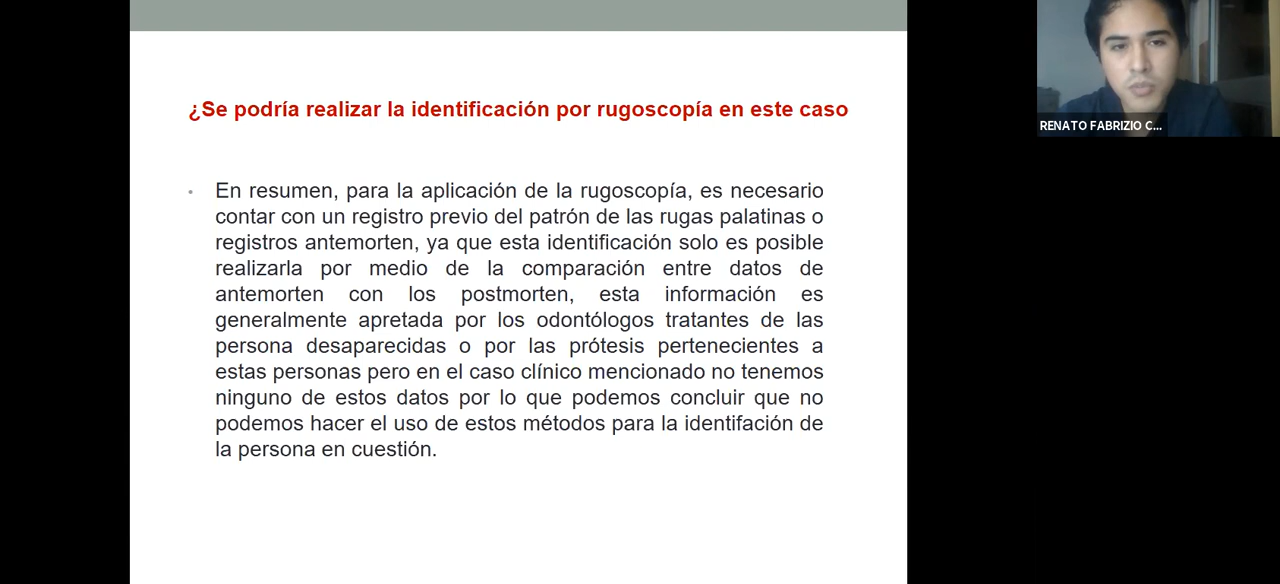 ¿Se podría realizar la identificación por rugoscopía en este caso
RENATO FABRIZIO C...
• En resumen, para la aplicación de la rugoscopía, es necesario
contar con un registro previo del patrón de las rugas palatinas o
registros antemorten, ya que esta identificación solo es posible
realizarla por medio de la comparación entre datos de
antemorten con los postmorten, esta información es
generalmente apretada por los odontólogos tratantes de las
persona desaparecidas o por las prótesis pertenecientes a
estas personas pero en el caso clínico mencionado no tenemos
ninguno de estos datos por lo que podemos concluir que no
podemos hacer el uso de estos métodos para la identifación de
la persona en cuestión.